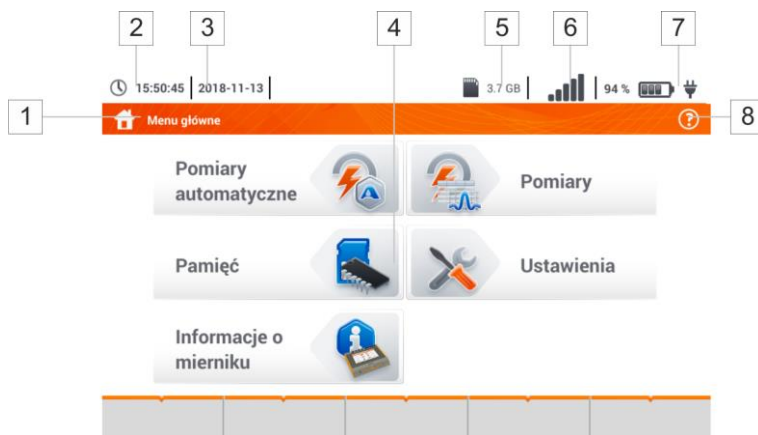 2 3 4 5 6 7
15:50:45 2018-11-13 3.7 GB 94 %
1 Menu główne ? 8
Pomiary
automatyczne
Pomiary
Pamięć
Ustawienia
Informacje o
mierniku